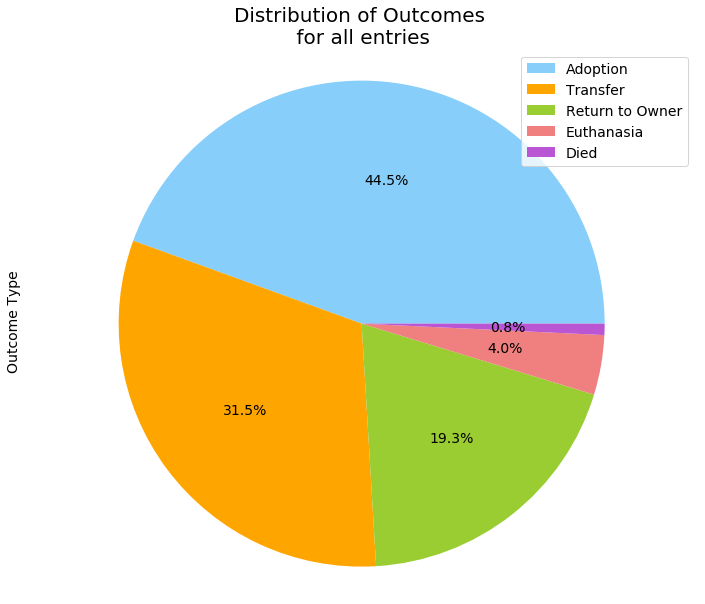 Distribution of Outcomes
for all entries
Adoption
Transfer
Return to Owner
Euthanasia
Died
44.5%
0.8%
4.0%
31.5%
19.3%
Outcome Type